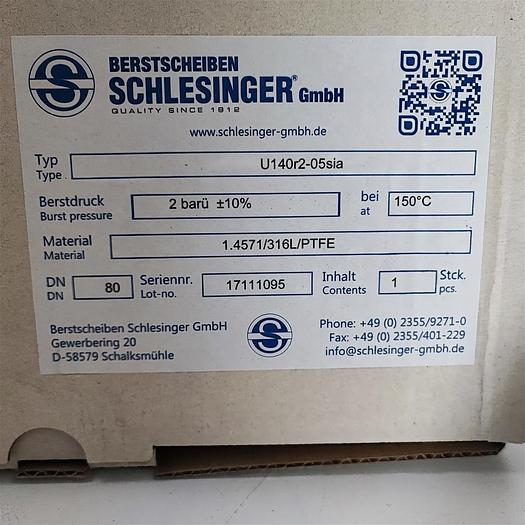 BERSTSCHEIBEN
SCHLESINGER® GmbH
QUALITY SINCE 1912
www.schlesinger-gmbh.de
Typ
Type
U140r2-05sia
Berstdruck
Burst pressure
2 barü ±10%
bei
at
150°C
Material
Material
1.4571/316L/PTFE
DN
DN
80
Seriennr.
Lot-no.
17111095
Inhalt
Contents
1
Stck.
pcs.
Berstscheiben Schlesinger GmbH
Gewerbering 20
D-58579 Schalksmühle
Phone: +49 (0) 2355/9271-0
Fax: +49 (0) 2355/401-229
info@schlesinger-gmbh.de